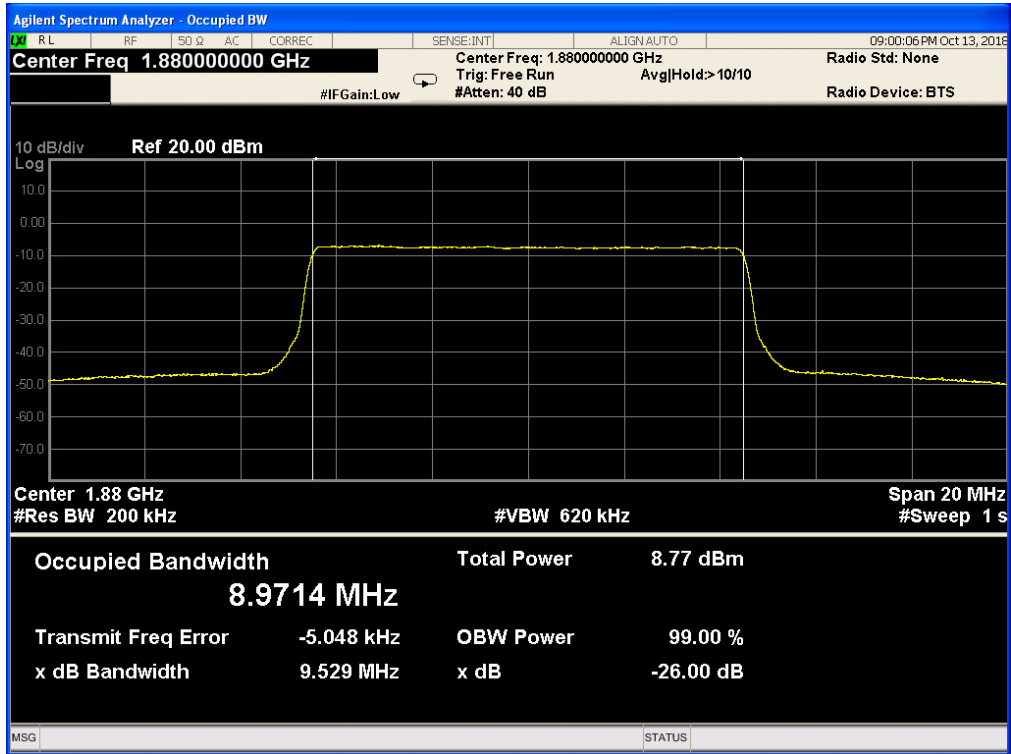 Agilent Spectrum Analyzer - Occupied BW
LXI RL RF 50 Ω AC CORREC SENSE:INT ALIGN AUTO 09:00:06 PM Oct 13, 2018
Center Freq 1.880000000 GHz Center Freq: 1.880000000 GHz Radio Std: None
Trig: Free Run Avg|Hold:>10/10
#IFGain:Low #Atten: 40 dB Radio Device: BTS
10 dB/div Ref 20.00 dBm
Log
10.0
0.00
-10.0
-20.0
-30.0
-40.0
-50.0
-60.0
-70.0
Center 1.88 GHz Span 20 MHz
#Res BW 200 kHz #VBW 620 kHz #Sweep 1 s
Occupied Bandwidth Total Power 8.77 dBm
8.9714 MHz
Transmit Freq Error -5.048 kHz OBW Power 99.00 %
x dB Bandwidth 9.529 MHz x dB -26.00 dB
MSG STATUS